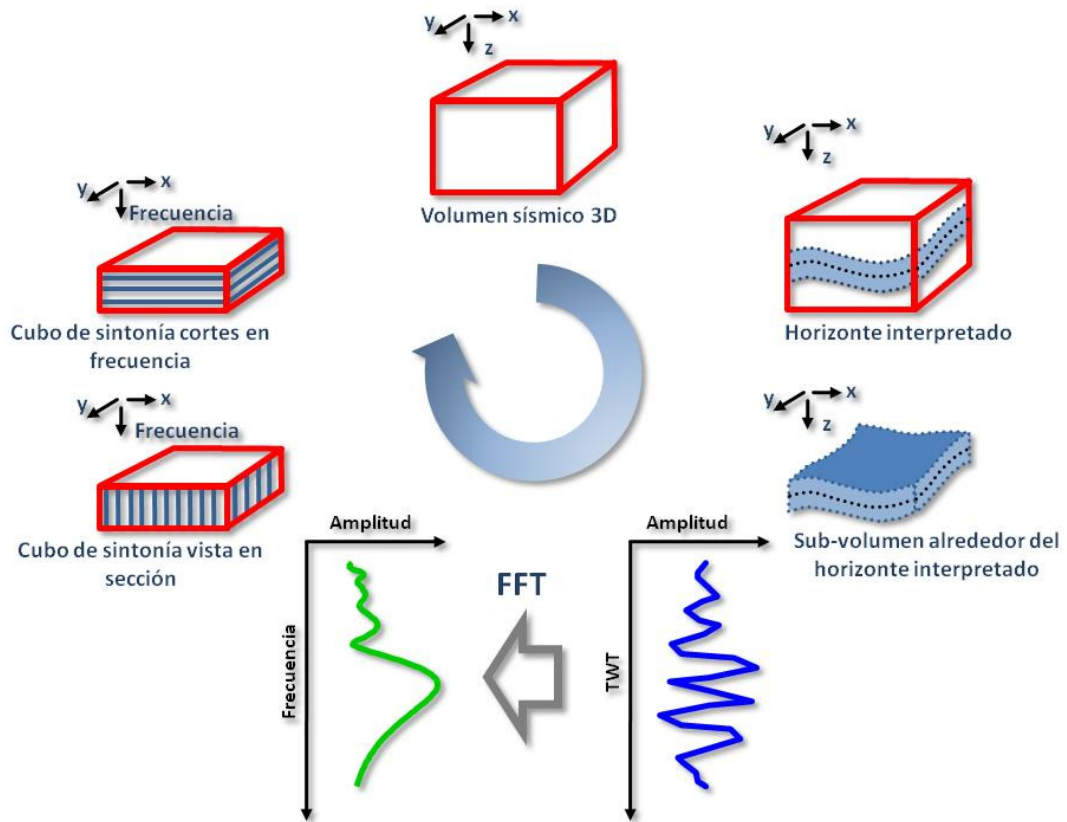 y x
z
Volumen sísmico 3D
y x
z
Horizonte interpretado
y x
z
Sub-volumen alrededor del
horizonte interpretado
Amplitud
TWT
FFT
Amplitud
Frecuencia
y x
Frecuencia
Cubo de sintonía vista en
sección
y x
Frecuencia
Cubo de sintonía cortes en
frecuencia